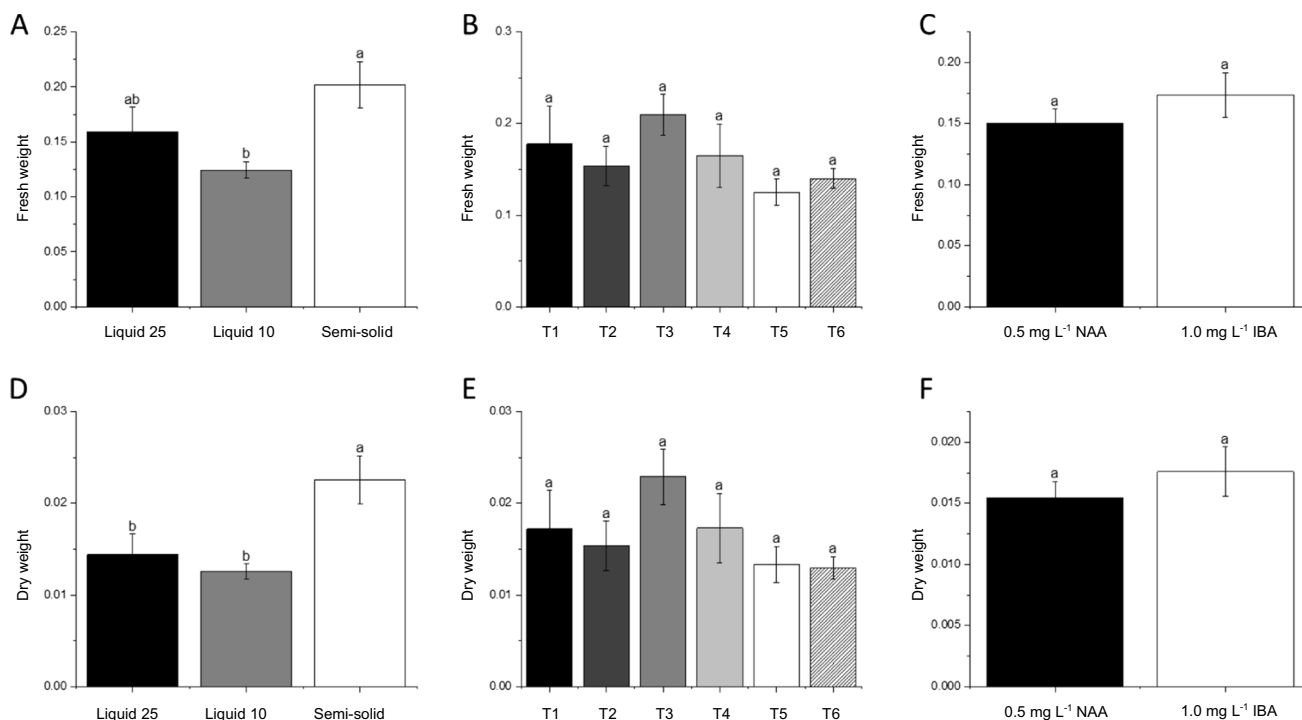 A
Fresh weight
0.25
0.20
0.15
0.10
0.05
0.00
ab
b
a
Liquid 25
Liquid 10
Semi-solid
B
Fresh weight
0.3
0.2
0.1
0.0
a
a
a
a
a
a
T1
T2
T3
T4
T5
T6
C
Fresh weight
0.20
0.15
0.10
0.05
0.00
a
a
0.5 mg L⁻¹ NAA
1.0 mg L⁻¹ IBA
D
Dry weight
0.03
0.02
0.01
0.00
b
b
a
Liquid 25
Liquid 10
Semi-solid
E
Dry weight
0.03
0.02
0.01
0.00
a
a
a
a
a
a
T1
T2
T3
T4
T5
T6
F
Dry weight
0.020
0.015
0.010
0.005
0.000
a
a
0.5 mg L⁻¹ NAA
1.0 mg L⁻¹ IBA